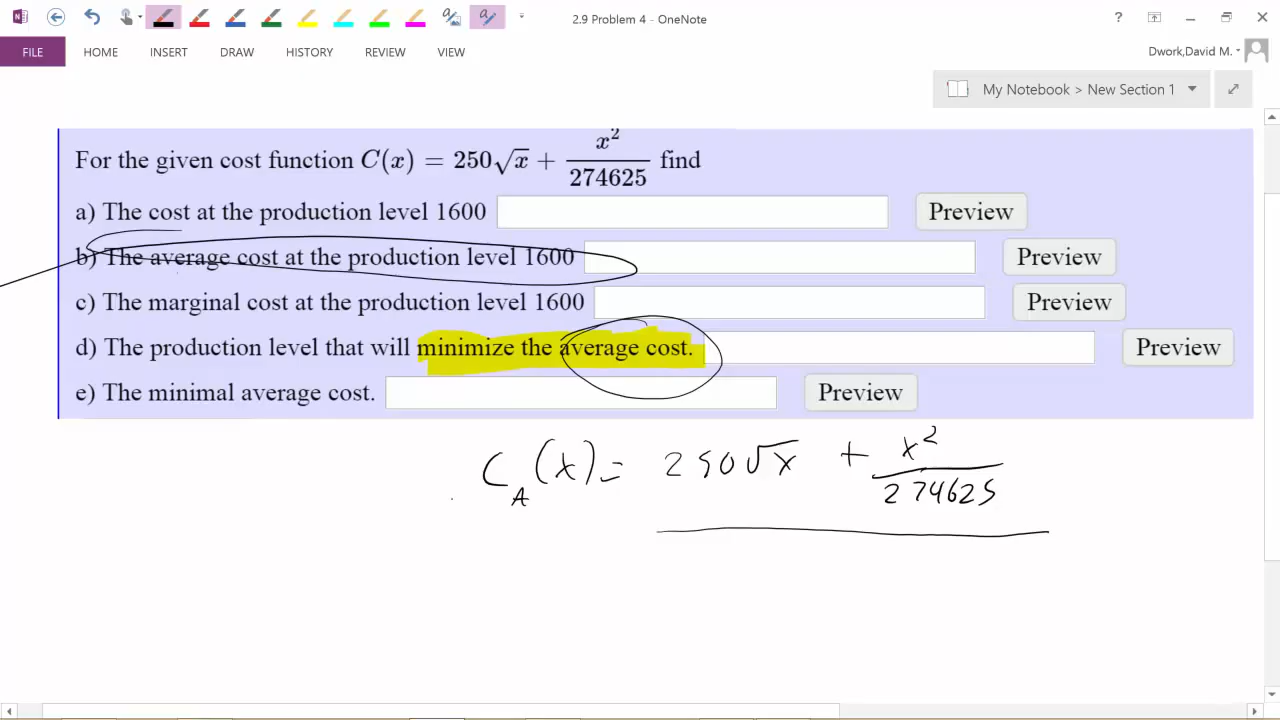 2.9 Problem 4 - OneNote
?
FILE HOME INSERT DRAW HISTORY REVIEW VIEW
Dwork,David M.
My Notebook > New Section 1
For the given cost function C(x) = 250√x + x²/274625 find
a) The cost at the production level 1600 Preview
b) The average cost at the production level 1600 Preview
c) The marginal cost at the production level 1600 Preview
d) The production level that will minimize the average cost. Preview
e) The minimal average cost. Preview
C_A(x) = 250√x + x²/274625